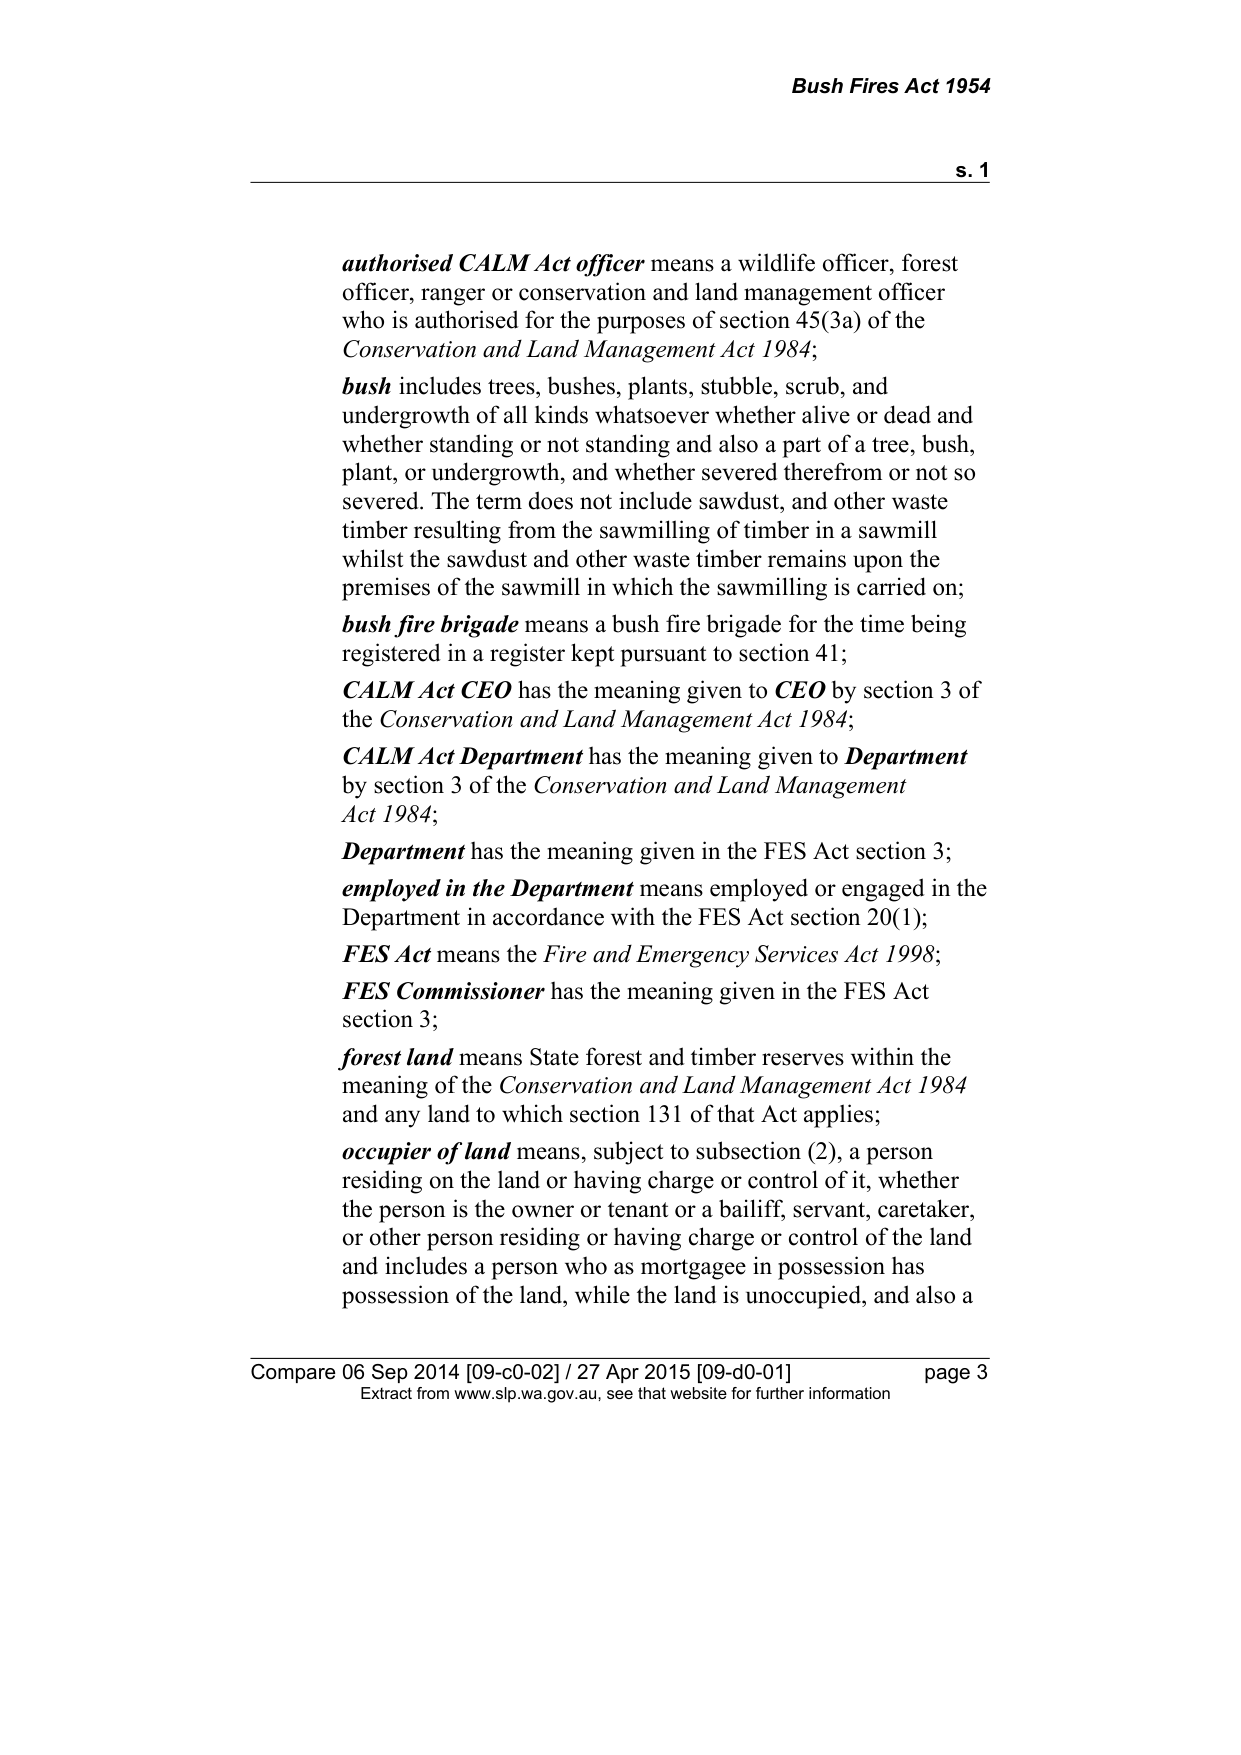 Bush Fires Act 1954
s. 1
authorised CALM Act officer means a wildlife officer, forest
officer, ranger or conservation and land management officer
who is authorised for the purposes of section 45(3a) of the
Conservation and Land Management Act 1984;
bush includes trees, bushes, plants, stubble, scrub, and
undergrowth of all kinds whatsoever whether alive or dead and
whether standing or not standing and also a part of a tree, bush,
plant, or undergrowth, and whether severed therefrom or not so
severed. The term does not include sawdust, and other waste
timber resulting from the sawmilling of timber in a sawmill
whilst the sawdust and other waste timber remains upon the
premises of the sawmill in which the sawmilling is carried on;
bush fire brigade means a bush fire brigade for the time being
registered in a register kept pursuant to section 41;
CALM Act CEO has the meaning given to CEO by section 3 of
the Conservation and Land Management Act 1984;
CALM Act Department has the meaning given to Department
by section 3 of the Conservation and Land Management
Act 1984;
Department has the meaning given in the FES Act section 3;
employed in the Department means employed or engaged in the
Department in accordance with the FES Act section 20(1);
FES Act means the Fire and Emergency Services Act 1998;
FES Commissioner has the meaning given in the FES Act
section 3;
forest land means State forest and timber reserves within the
meaning of the Conservation and Land Management Act 1984
and any land to which section 131 of that Act applies;
occupier of land means, subject to subsection (2), a person
residing on the land or having charge or control of it, whether
the person is the owner or tenant or a bailiff, servant, caretaker,
or other person residing or having charge or control of the land
and includes a person who as mortgagee in possession has
possession of the land, while the land is unoccupied, and also a
Compare 06 Sep 2014 [09-c0-02] / 27 Apr 2015 [09-d0-01] page 3
Extract from www.slp.wa.gov.au, see that website for further information